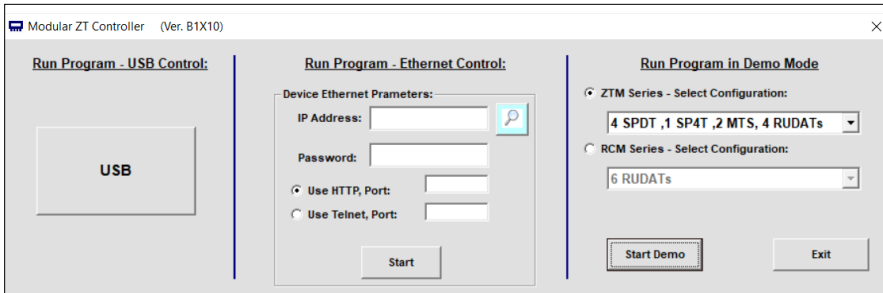 Modular ZT Controller (Ver. B1X10)
Run Program - USB Control:
USB
Run Program - Ethernet Control:
Device Ethernet Prameters:
IP Address:
Password:
Use HTTP, Port:
Use Telnet, Port:
Start
Run Program in Demo Mode
ZTM Series - Select Configuration:
4 SPDT ,1 SP4T ,2 MTS, 4 RUDATs
RCM Series - Select Configuration:
6 RUDATs
Start Demo
Exit